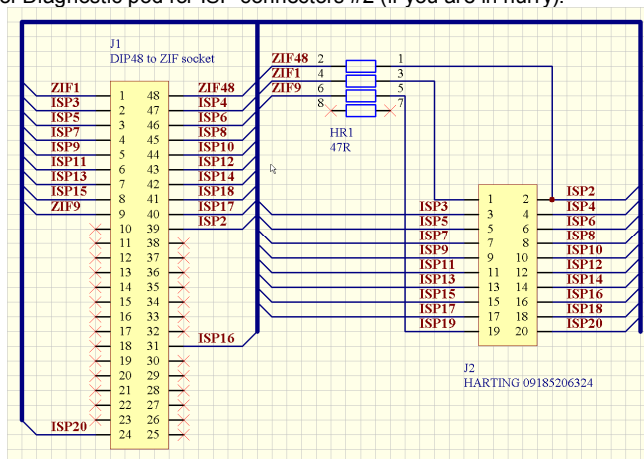 or Diagnostic pod for ISP connectors #2 (if you are in hurry).
J1
DIP48 to ZIF socket
ZIF1 1 48 ZIF48
ISP3 2 47 ISP4
ISP5 3 46 ISP6
ISP7 4 45 ISP8
ISP9 5 44 ISP10
ISP11 6 43 ISP12
ISP13 7 42 ISP14
ISP15 8 41 ISP18
ZIF9 9 40 ISP17
10 39 ISP2
11 38
12 37
13 36
14 35
15 34
16 33
17 32
18 31 ISP16
19 30
20 29
21 28
22 27
23 26
ISP20 24 25
ZIF48 2 1
ZIF1 4 3
ZIF9 6 5
8 7
HR1
47R
1 2 ISP2
ISP3 3 4 ISP4
ISP5 5 6 ISP6
ISP7 7 8 ISP8
ISP9 9 10 ISP10
ISP11 11 12 ISP12
ISP13 13 14 ISP14
ISP15 15 16 ISP16
ISP17 17 18 ISP18
ISP19 19 20 ISP20
J2
HARTING 09185206324